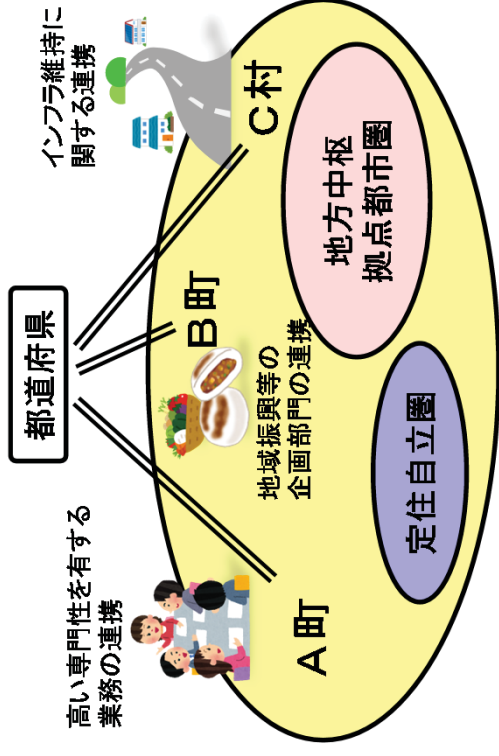 都道府県
高い専門性を有する
業務の連携
インフラ維持に
関する連携
A町
B町
C村
地域振興等の
企画部門の連携
定住自立圏
地方中枢
拠点都市圏